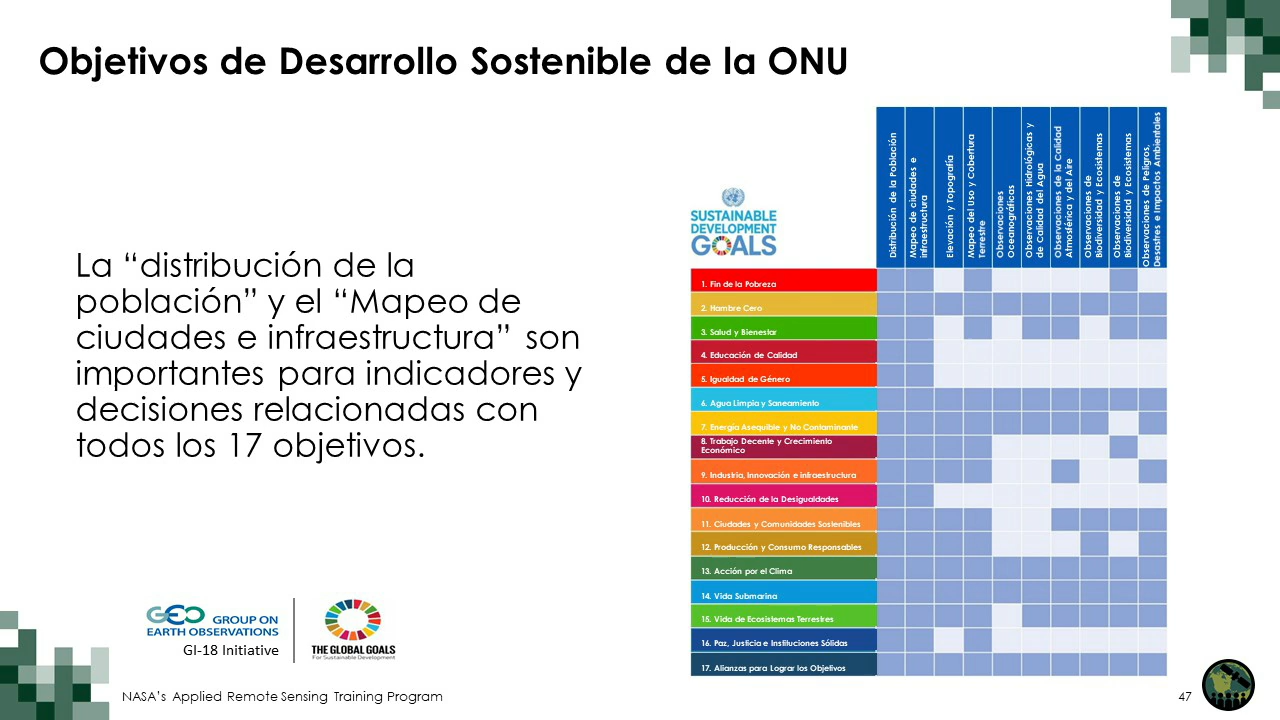 Objetivos de Desarrollo Sostenible de la ONU
La “distribución de la
población” y el “Mapeo de
ciudades e infraestructura” son
importantes para indicadores y
decisiones relacionadas con
todos los 17 objetivos.
SUSTAINABLE
DEVELOPMENT
GOALS
Distribución de la Población
Mapeo de ciudades e
infraestructura
Elevación y Topografía
Mapeo del Uso y Cobertura
Terrestre
Observaciones
Oceanográficas
Observaciones Hidrológicas y
de Calidad del Agua
Observaciones de la Calidad
Atmosférica y del Aire
Observaciones de
Biodiversidad y Ecosistemas
Observaciones de
Biodiversidad y Ecosistemas
Observaciones de Peligros,
Desastres e Impactos Ambientales
1. Fin de la Pobreza
2. Hambre Cero
3. Salud y Bienestar
4. Educación de Calidad
5. Igualdad de Género
6. Agua Limpia y Saneamiento
7. Energía Asequible y No Contaminante
8. Trabajo Decente y Crecimiento
Económico
9. Industria, Innovación e infraestructura
10. Reducción de la Desigualdades
11. Ciudades y Comunidades Sostenibles
12. Producción y Consumo Responsables
13. Acción por el Clima
14. Vida Submarina
15. Vida de Ecosistemas Terrestres
16. Paz, Justicia e Instituciones Sólidas
17. Alianzas para Lograr los Objetivos
GEO GROUP ON
EARTH OBSERVATIONS
GI-18 Initiative
THE GLOBAL GOALS
For Sustainable Development
NASA’s Applied Remote Sensing Training Program
47